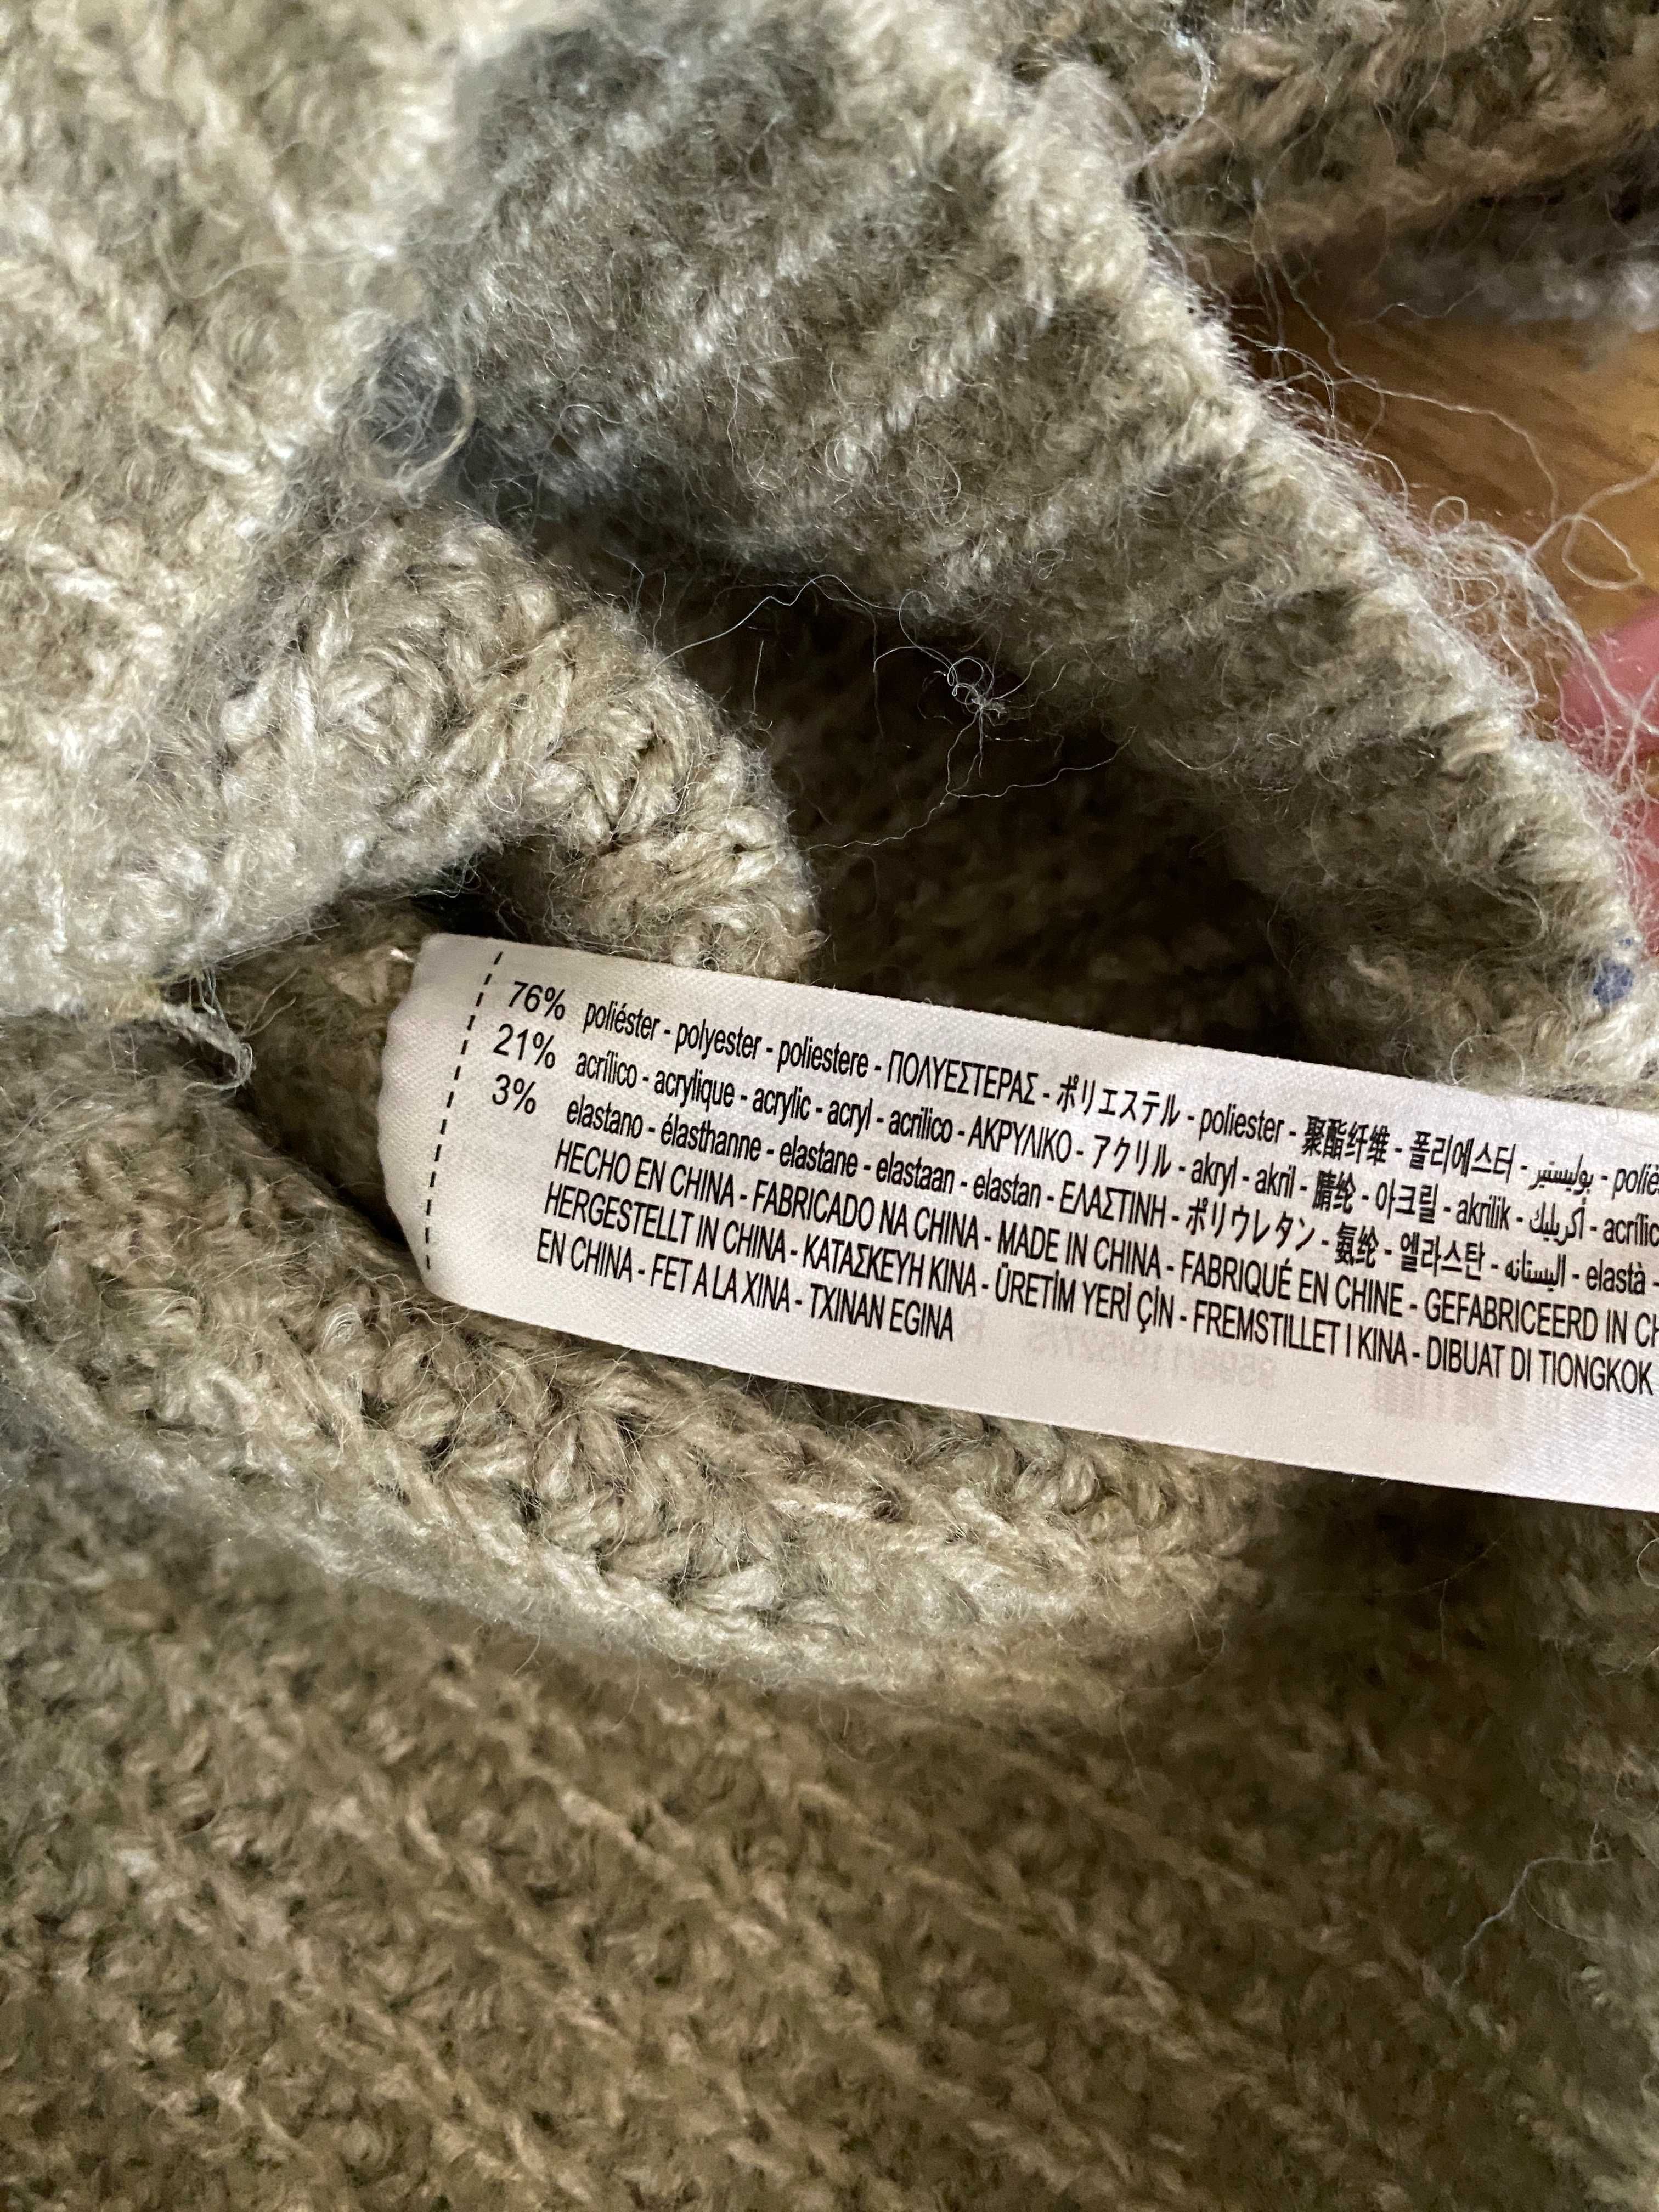 76% poliéster - polyester - poliestere - ΠΟΛΥΕΣΤΕΡΑΣ - ポリエステル - poliester - 聚酯纤维 - 폴리에스터 - بوليستير -
21% acrílico - acrylique - acrylic - acryl - acrilico - ΑΚΡΥΛΙΚΟ - アクリル - akryl - akril - 腈纶 - 아크릴 - akrilik - أكريليك -
3% elastano - élasthanne - elastane - elastaan - elastan - ΕΛΑΣΤΙΝΗ - ポリウレタン - 氨纶 - 엘라스탄 - اليستانه - elastà -
HECHO EN CHINA - FABRICADO NA CHINA - MADE IN CHINA - FABRIQUÉ EN CHINE - GEFABRICEERD IN
HERGESTELLT IN CHINA - ΚΑΤΑΣΚΕΥΗ ΚΙΝΑ - ÜRETİM YERİ ÇİN - FREMSTILLET I KINA - DIBUAT DI TIONGKOK
EN CHINA - FET A LA XINA - TXINAN EGINA